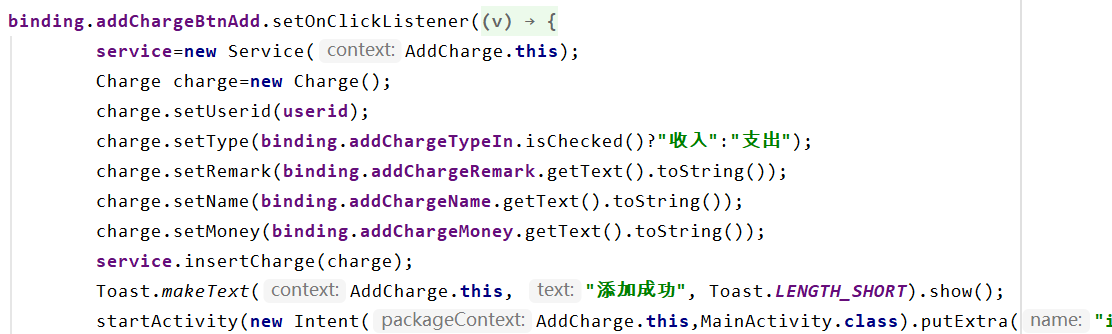 binding.addChargeBtnAdd.setOnClickListener((v) → {
service=new Service( context: AddCharge.this);
Charge charge=new Charge();
charge.setUserid(userid);
charge.setType(binding.addChargeTypeIn.isChecked()?"收入":"支出");
charge.setRemark(binding.addChargeRemark.getText().toString());
charge.setName(binding.addChargeName.getText().toString());
charge.setMoney(binding.addChargeMoney.getText().toString());
service.insertCharge(charge);
Toast.makeText( context: AddCharge.this, text: "添加成功", Toast.LENGTH_SHORT).show();
startActivity(new Intent( packageContext: AddCharge.this,MainActivity.class).putExtra( name: "